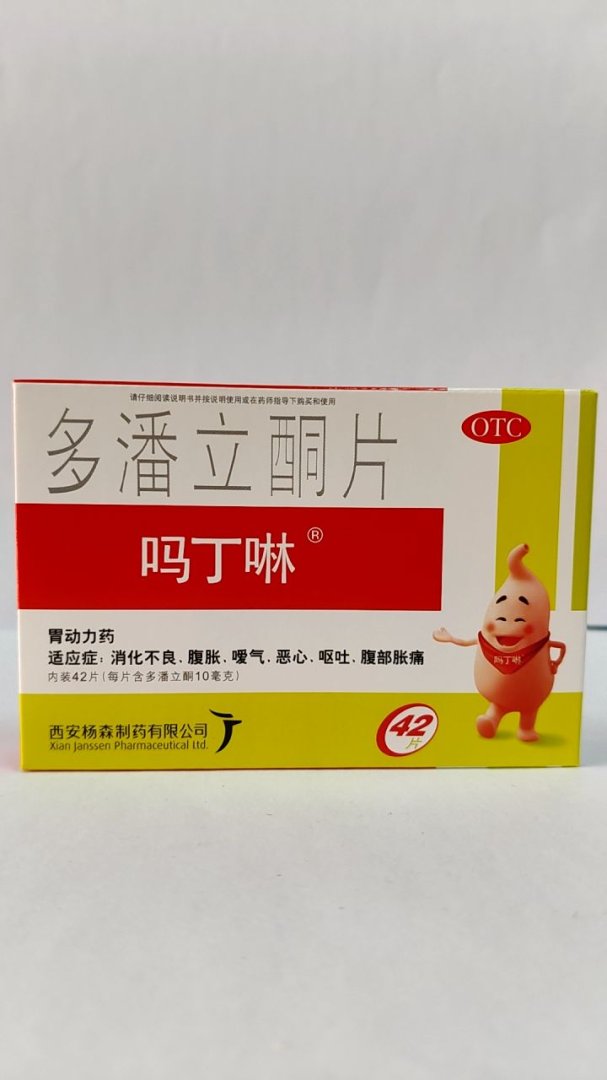 请仔细阅读说明书并按说明使用或在药师指导下购买和使用
多潘立酮片
OTC
吗丁啉®
胃动力药
适应症：消化不良、腹胀、嗳气、恶心、呕吐、腹部胀痛
内装42片(每片含多潘立酮10毫克)
吗丁啉
西安杨森制药有限公司
Xian Janssen Pharmaceutical Ltd.
42
片